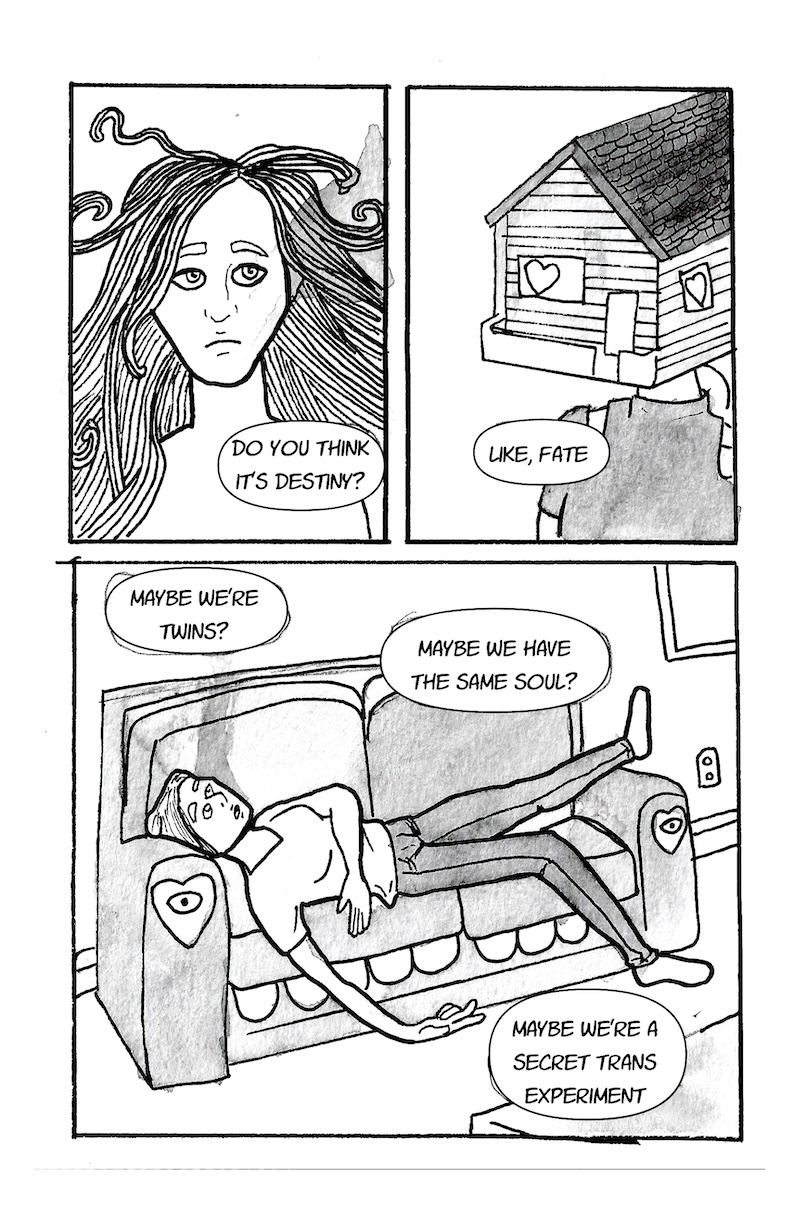 DO YOU THINK
IT'S DESTINY?
LIKE, FATE
MAYBE WE'RE
TWINS?
MAYBE WE HAVE
THE SAME SOUL?
MAYBE WE'RE A
SECRET TRANS
EXPERIMENT